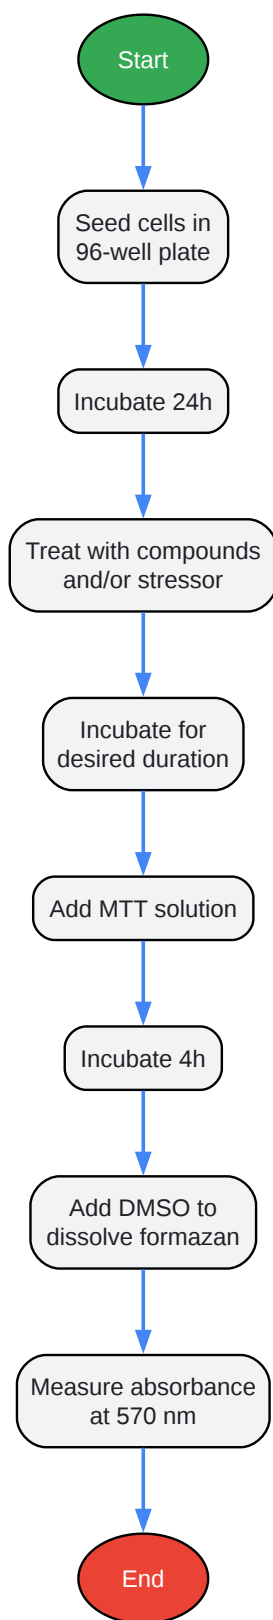 Start
Seed cells in
96-well plate
Incubate 24h
Treat with compounds
and/or stressor
Incubate for
desired duration
Add MTT solution
Incubate 4h
Add DMSO to
dissolve formazan
Measure absorbance
at 570 nm
End